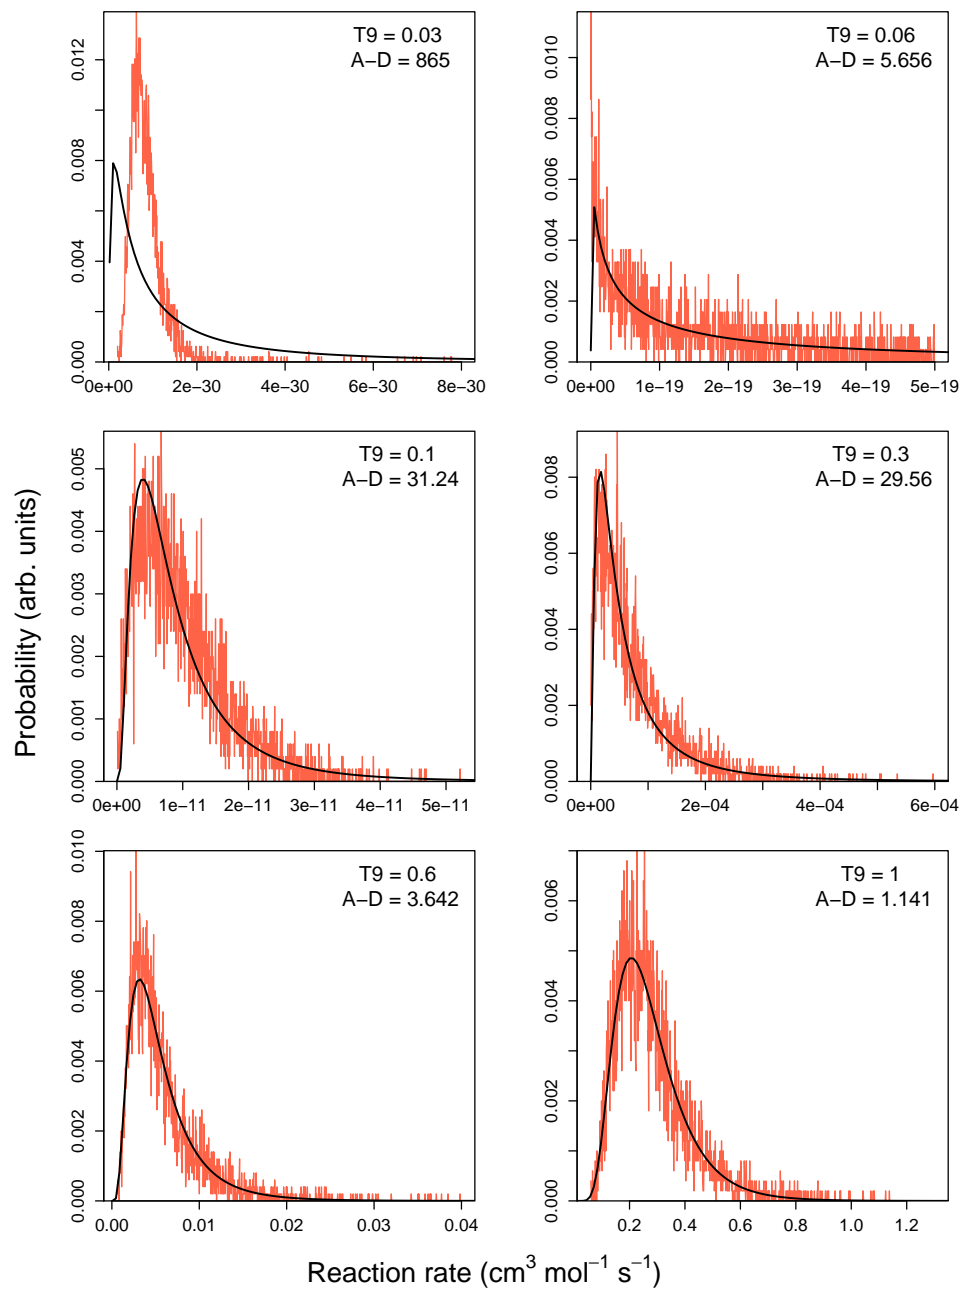 T9 = 0.03
A−D = 865
0.000
0.004
0.008
0.012
0e+00
2e−30
4e−30
6e−30
8e−30
T9 = 0.06
A−D = 5.656
0.000
0.002
0.004
0.006
0.008
0.010
0e+00
1e−19
2e−19
3e−19
4e−19
5e−19
T9 = 0.1
A−D = 31.24
0.000
0.001
0.002
0.003
0.004
0.005
0e+00
1e−11
2e−11
3e−11
4e−11
5e−11
T9 = 0.3
A−D = 29.56
0.000
0.002
0.004
0.006
0.008
0e+00
2e−04
4e−04
6e−04
T9 = 0.6
A−D = 3.642
0.000
0.002
0.004
0.006
0.008
0.010
0.00
0.01
0.02
0.03
0.04
T9 = 1
A−D = 1.141
0.000
0.002
0.004
0.006
0.2
0.4
0.6
0.8
1.0
1.2
Probability (arb. units)
Reaction rate (cm³ mol⁻¹ s⁻¹)